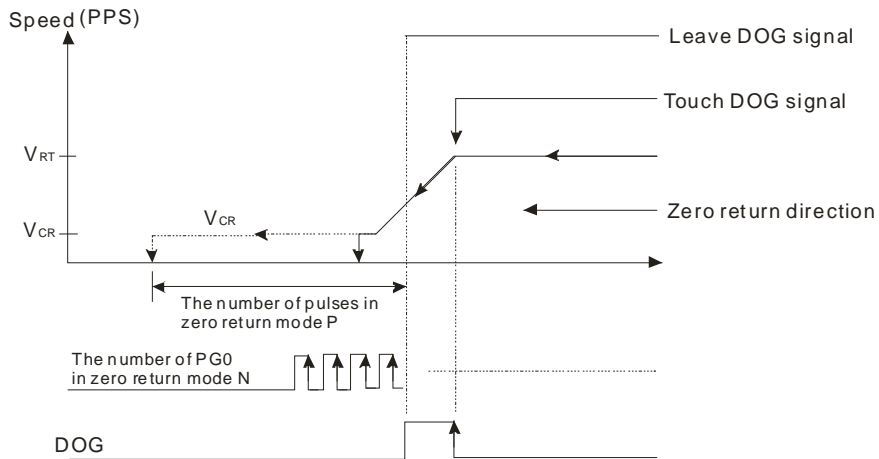 Speed (PPS)
Leave DOG signal
Touch DOG signal
VRT
VCR
VCR
Zero return direction
The number of pulses in
zero return mode P
The number of PG0
in zero return mode N
DOG